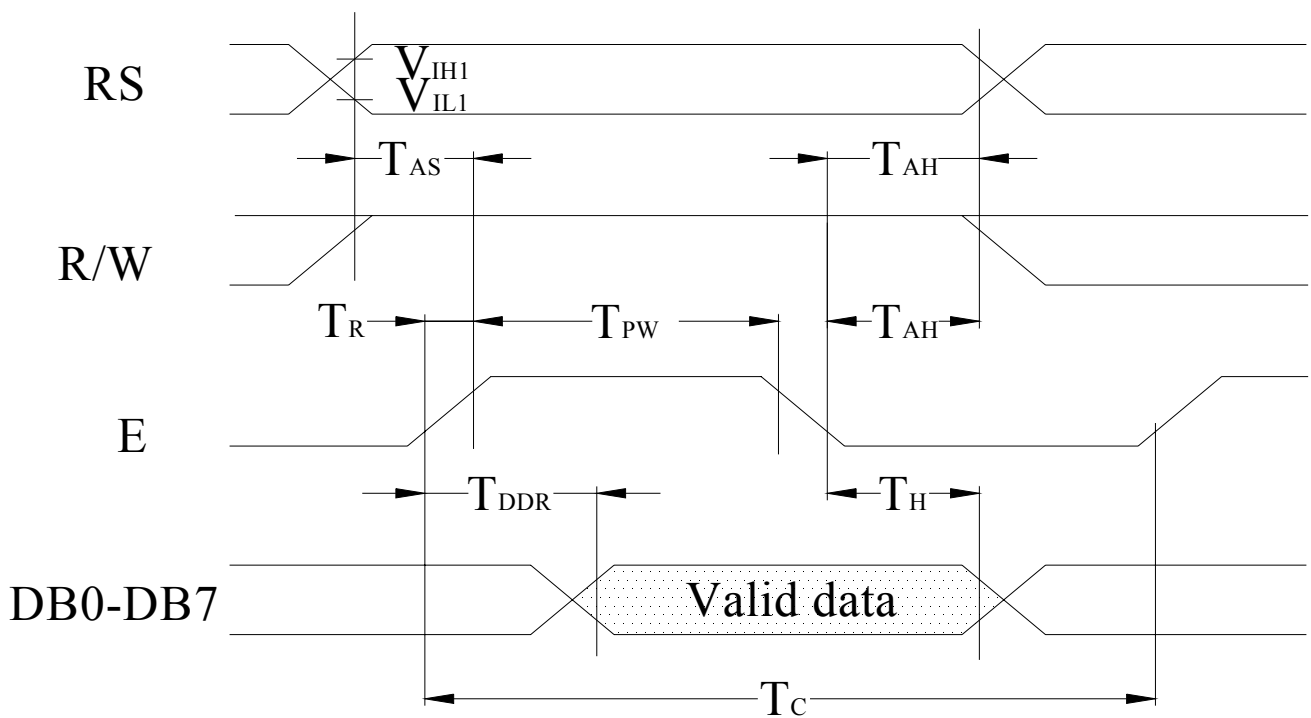 RS
VIH1
VIL1
TAS
TAH
R/W
TR
TPW
TAH
E
TDDR
TH
DB0-DB7
Valid data
TC